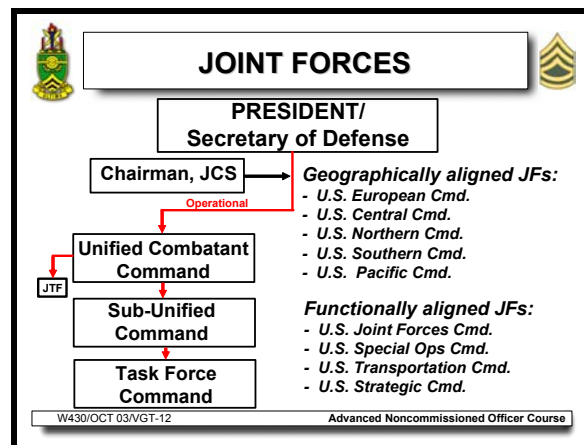 JOINT FORCES
PRESIDENT/
Secretary of Defense
Chairman, JCS
Operational
Unified Combatant
Command
JTF
Sub-Unified
Command
Task Force
Command
Geographically aligned JFs:
- U.S. European Cmd.
- U.S. Central Cmd.
- U.S. Northern Cmd.
- U.S. Southern Cmd.
- U.S. Pacific Cmd.
Functionally aligned JFs:
- U.S. Joint Forces Cmd.
- U.S. Special Ops Cmd.
- U.S. Transportation Cmd.
- U.S. Strategic Cmd.
W430/OCT 03/VGT-12
Advanced Noncommissioned Officer Course